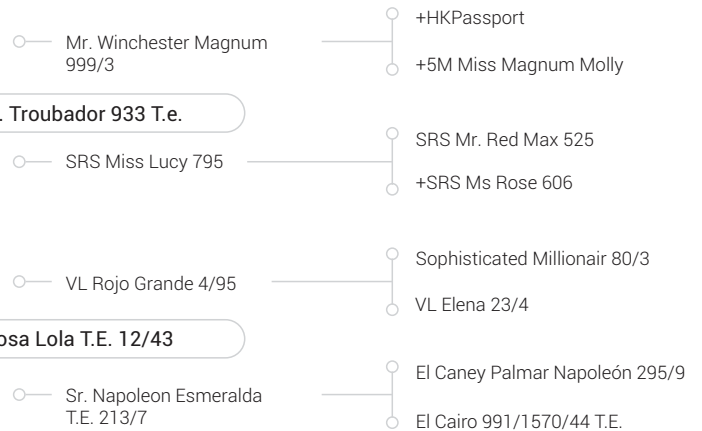 +HKPassport
Mr. Winchester Magnum
999/3
+5M Miss Magnum Molly
. Troubador 933 T.e.
SRS Mr. Red Max 525
SRS Miss Lucy 795
+SRS Ms Rose 606
Sophisticated Millionair 80/3
VL Rojo Grande 4/95
VL Elena 23/4
Lola T.E. 12/43
El Caney Palmar Napoleón 295/9
Sr. Napoleon Esmeralda
T.E. 213/7
El Cairo 991/1570/44 T.E.